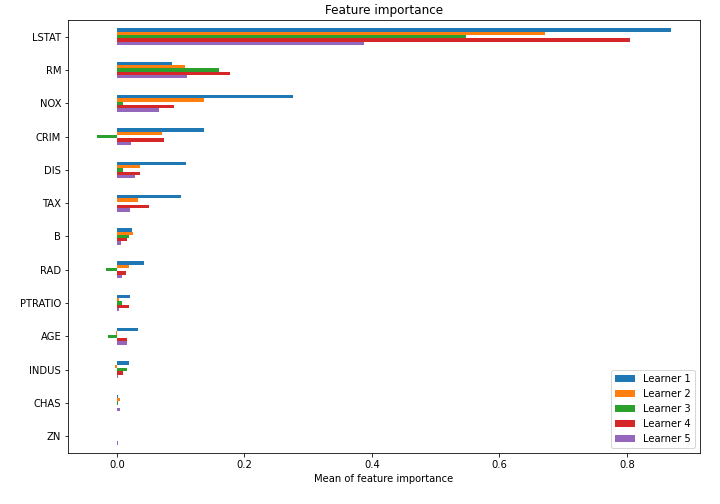 Feature importance
LSTAT
RM
NOX
CRIM
DIS
TAX
B
RAD
PTRATIO
AGE
INDUS
CHAS
ZN
Learner 1
Learner 2
Learner 3
Learner 4
Learner 5
0.0 0.2 0.4 0.6 0.8
Mean of feature importance